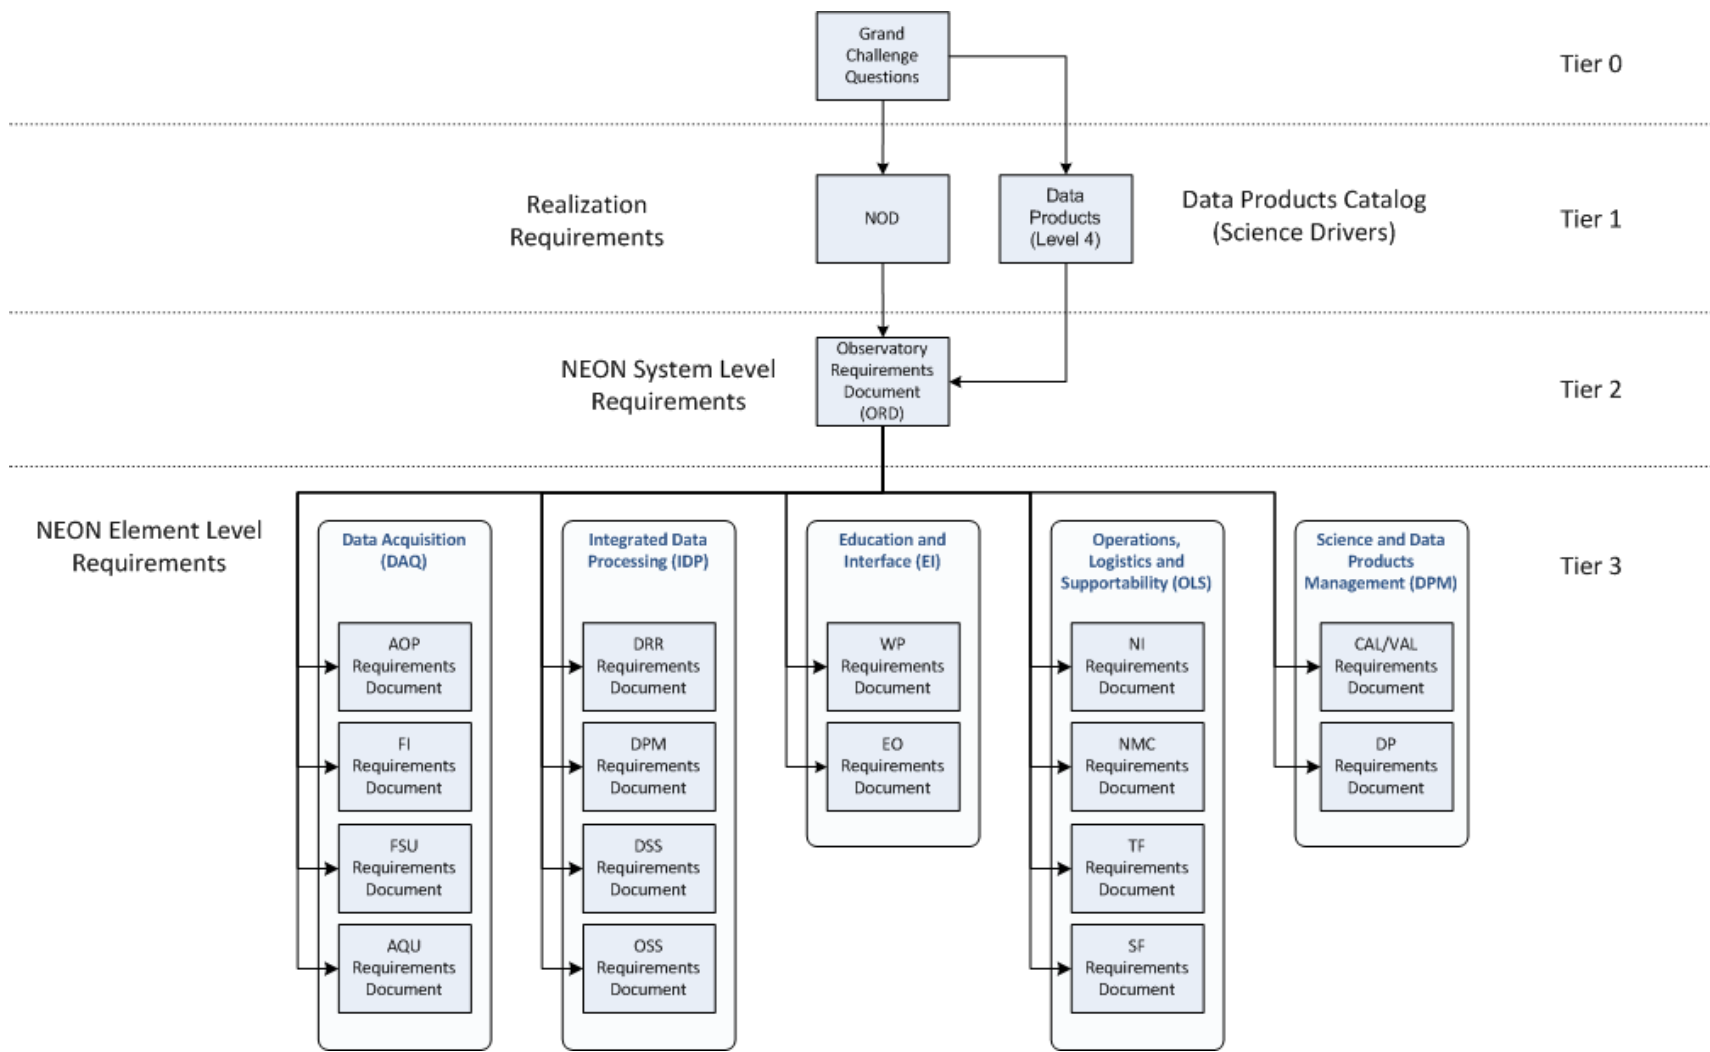 Grand
Challenge
Questions
Tier 0
Realization
Requirements
NOD
Data
Products
(Level 4)
Data Products Catalog
(Science Drivers)
Tier 1
NEON System Level
Requirements
Observatory
Requirements
Document
(ORD)
Tier 2
NEON Element Level
Requirements
Tier 3
Data Acquisition
(DAQ)
AOP
Requirements
Document
FI
Requirements
Document
FSU
Requirements
Document
AQU
Requirements
Document
Integrated Data
Processing (IDP)
DRR
Requirements
Document
DPM
Requirements
Document
DSS
Requirements
Document
OSS
Requirements
Document
Education and
Interface (EI)
WP
Requirements
Document
EO
Requirements
Document
Operations,
Logistics and
Supportability (OLS)
NI
Requirements
Document
NMC
Requirements
Document
TF
Requirements
Document
SF
Requirements
Document
Science and Data
Products
Management (DPM)
CAL/VAL
Requirements
Document
DP
Requirements
Document